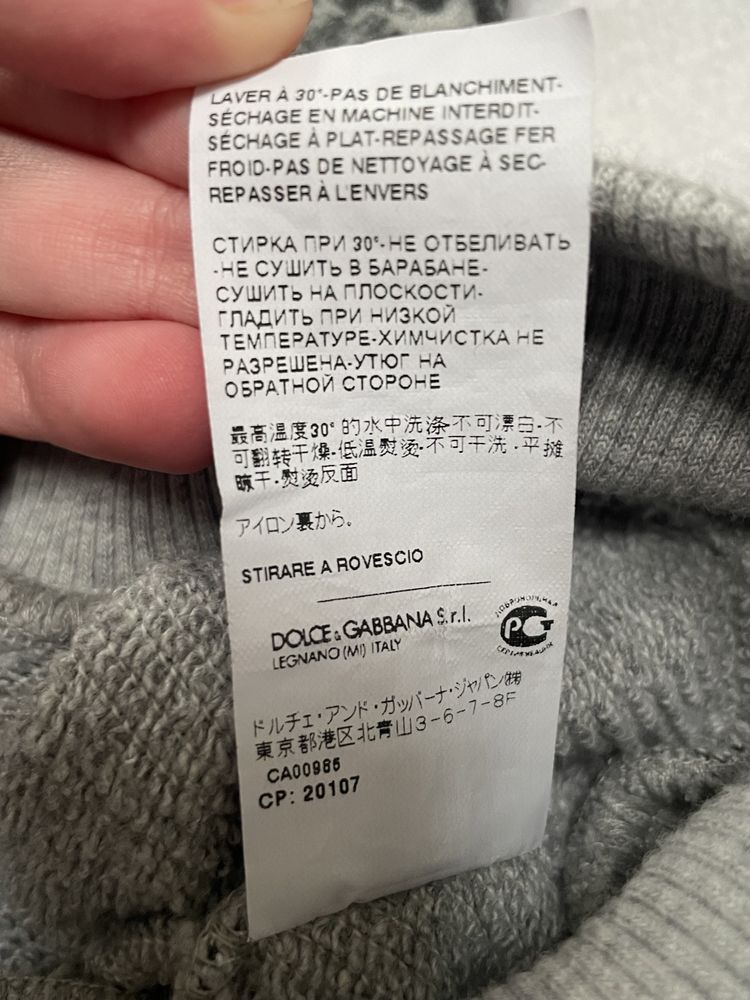 LAVER À 30°-PAS DE BLANCHIMENT-
SÉCHAGE EN MACHINE INTERDIT-
SÉCHAGE À PLAT-REPASSAGE FER
FROID-PAS DE NETTOYAGE À SEC-
REPASSER À L'ENVERS
СТИРКА ПРИ 30°-НЕ ОТБЕЛИВАТЬ
-НЕ СУШИТЬ В БАРАБАНЕ-
СУШИТЬ НА ПЛОСКОСТИ-
ГЛАДИТЬ ПРИ НИЗКОЙ
ТЕМПЕРАТУРЕ-ХИМЧИСТКА НЕ
РАЗРЕШЕНА-УТЮГ НА
ОБРАТНОЙ СТОРОНЕ
最高温度30°的水中洗涤-不可漂白-不
可翻转干燥-低温熨烫-不可干洗-平摊
晾干-熨烫反面
アイロン裏から。
STIRARE A ROVESCIO
DOLCE&GABBANA S.r.l.
LEGNANO (MI) ITALY
ДОБРОВОЛЬНАЯ
РСТ
СЕРТИФИКАЦИЯ
ドルチェ・アンド・ガッバーナ・ジャパン㈱
東京都港区北青山3-6-7-8F
CA00986
CP: 20107